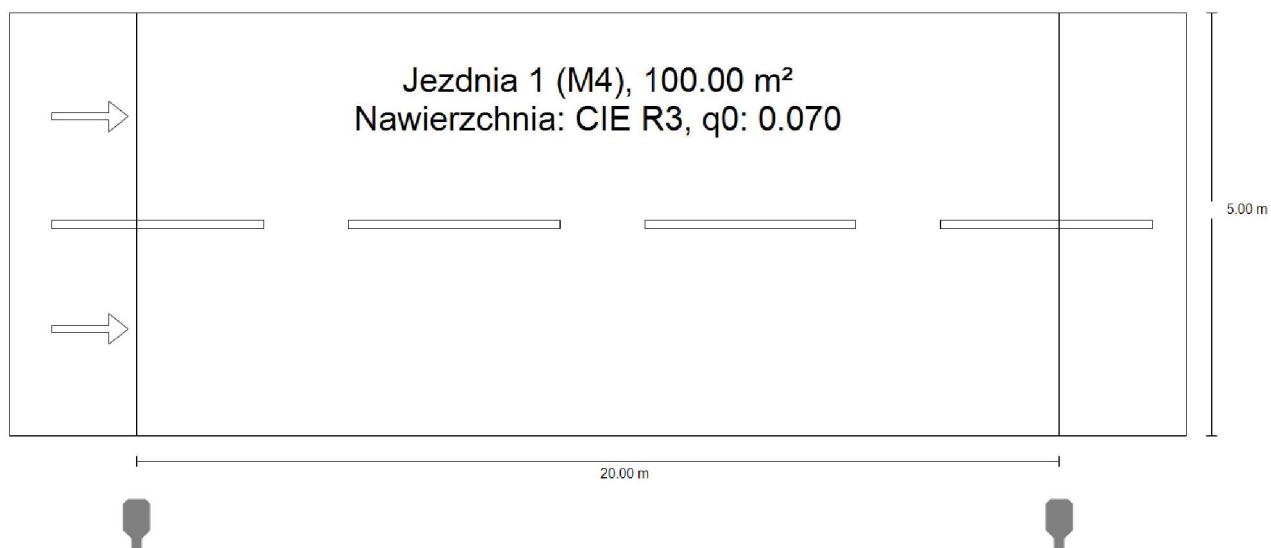 Jezdnia 1 (M4), 100.00 m²
Nawierzchnia: CIE R3, q0: 0.070
5.00 m
20.00 m